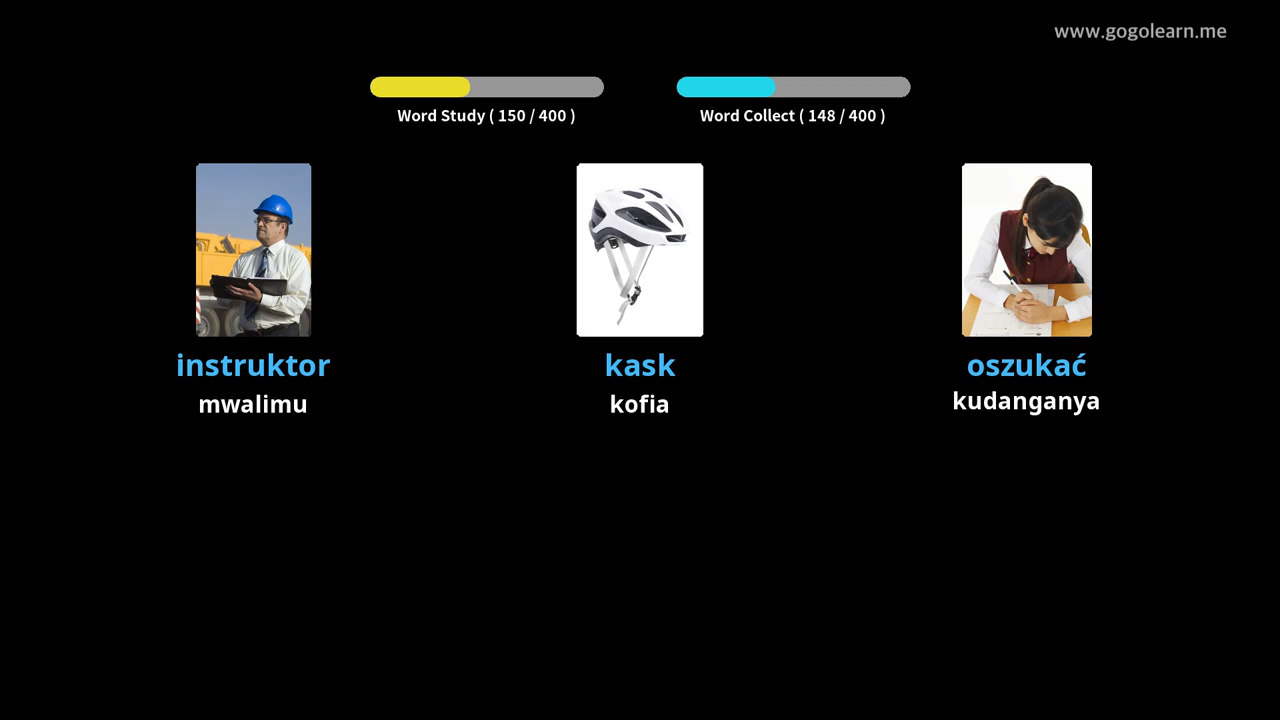 www.gogolearn.me
Word Study ( 150 / 400 )
Word Collect ( 148 / 400 )
instruktor
mwalimu
kask
kofia
oszukać
kudanganya